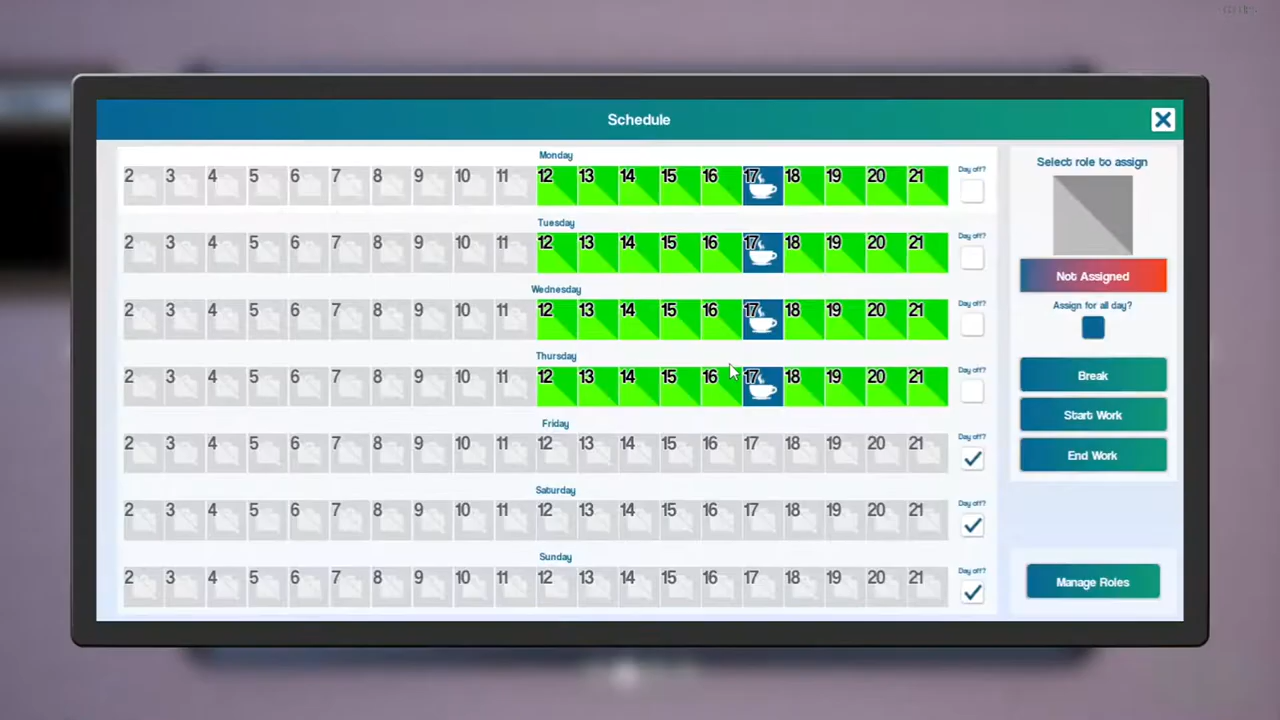 Schedule
Monday
2 3 4 5 6 7 8 9 10 11 12 13 14 15 16 17 18 19 20 21 Day off?
Tuesday
2 3 4 5 6 7 8 9 10 11 12 13 14 15 16 17 18 19 20 21 Day off?
Wednesday
2 3 4 5 6 7 8 9 10 11 12 13 14 15 16 17 18 19 20 21 Day off?
Thursday
2 3 4 5 6 7 8 9 10 11 12 13 14 15 16 17 18 19 20 21 Day off?
Friday
2 3 4 5 6 7 8 9 10 11 12 13 14 15 16 17 18 19 20 21 Day off?
Saturday
2 3 4 5 6 7 8 9 10 11 12 13 14 15 16 17 18 19 20 21 Day off?
Sunday
2 3 4 5 6 7 8 9 10 11 12 13 14 15 16 17 18 19 20 21 Day off?
Select role to assign
Not Assigned
Assign for all day?
Break
Start Work
End Work
Manage Roles